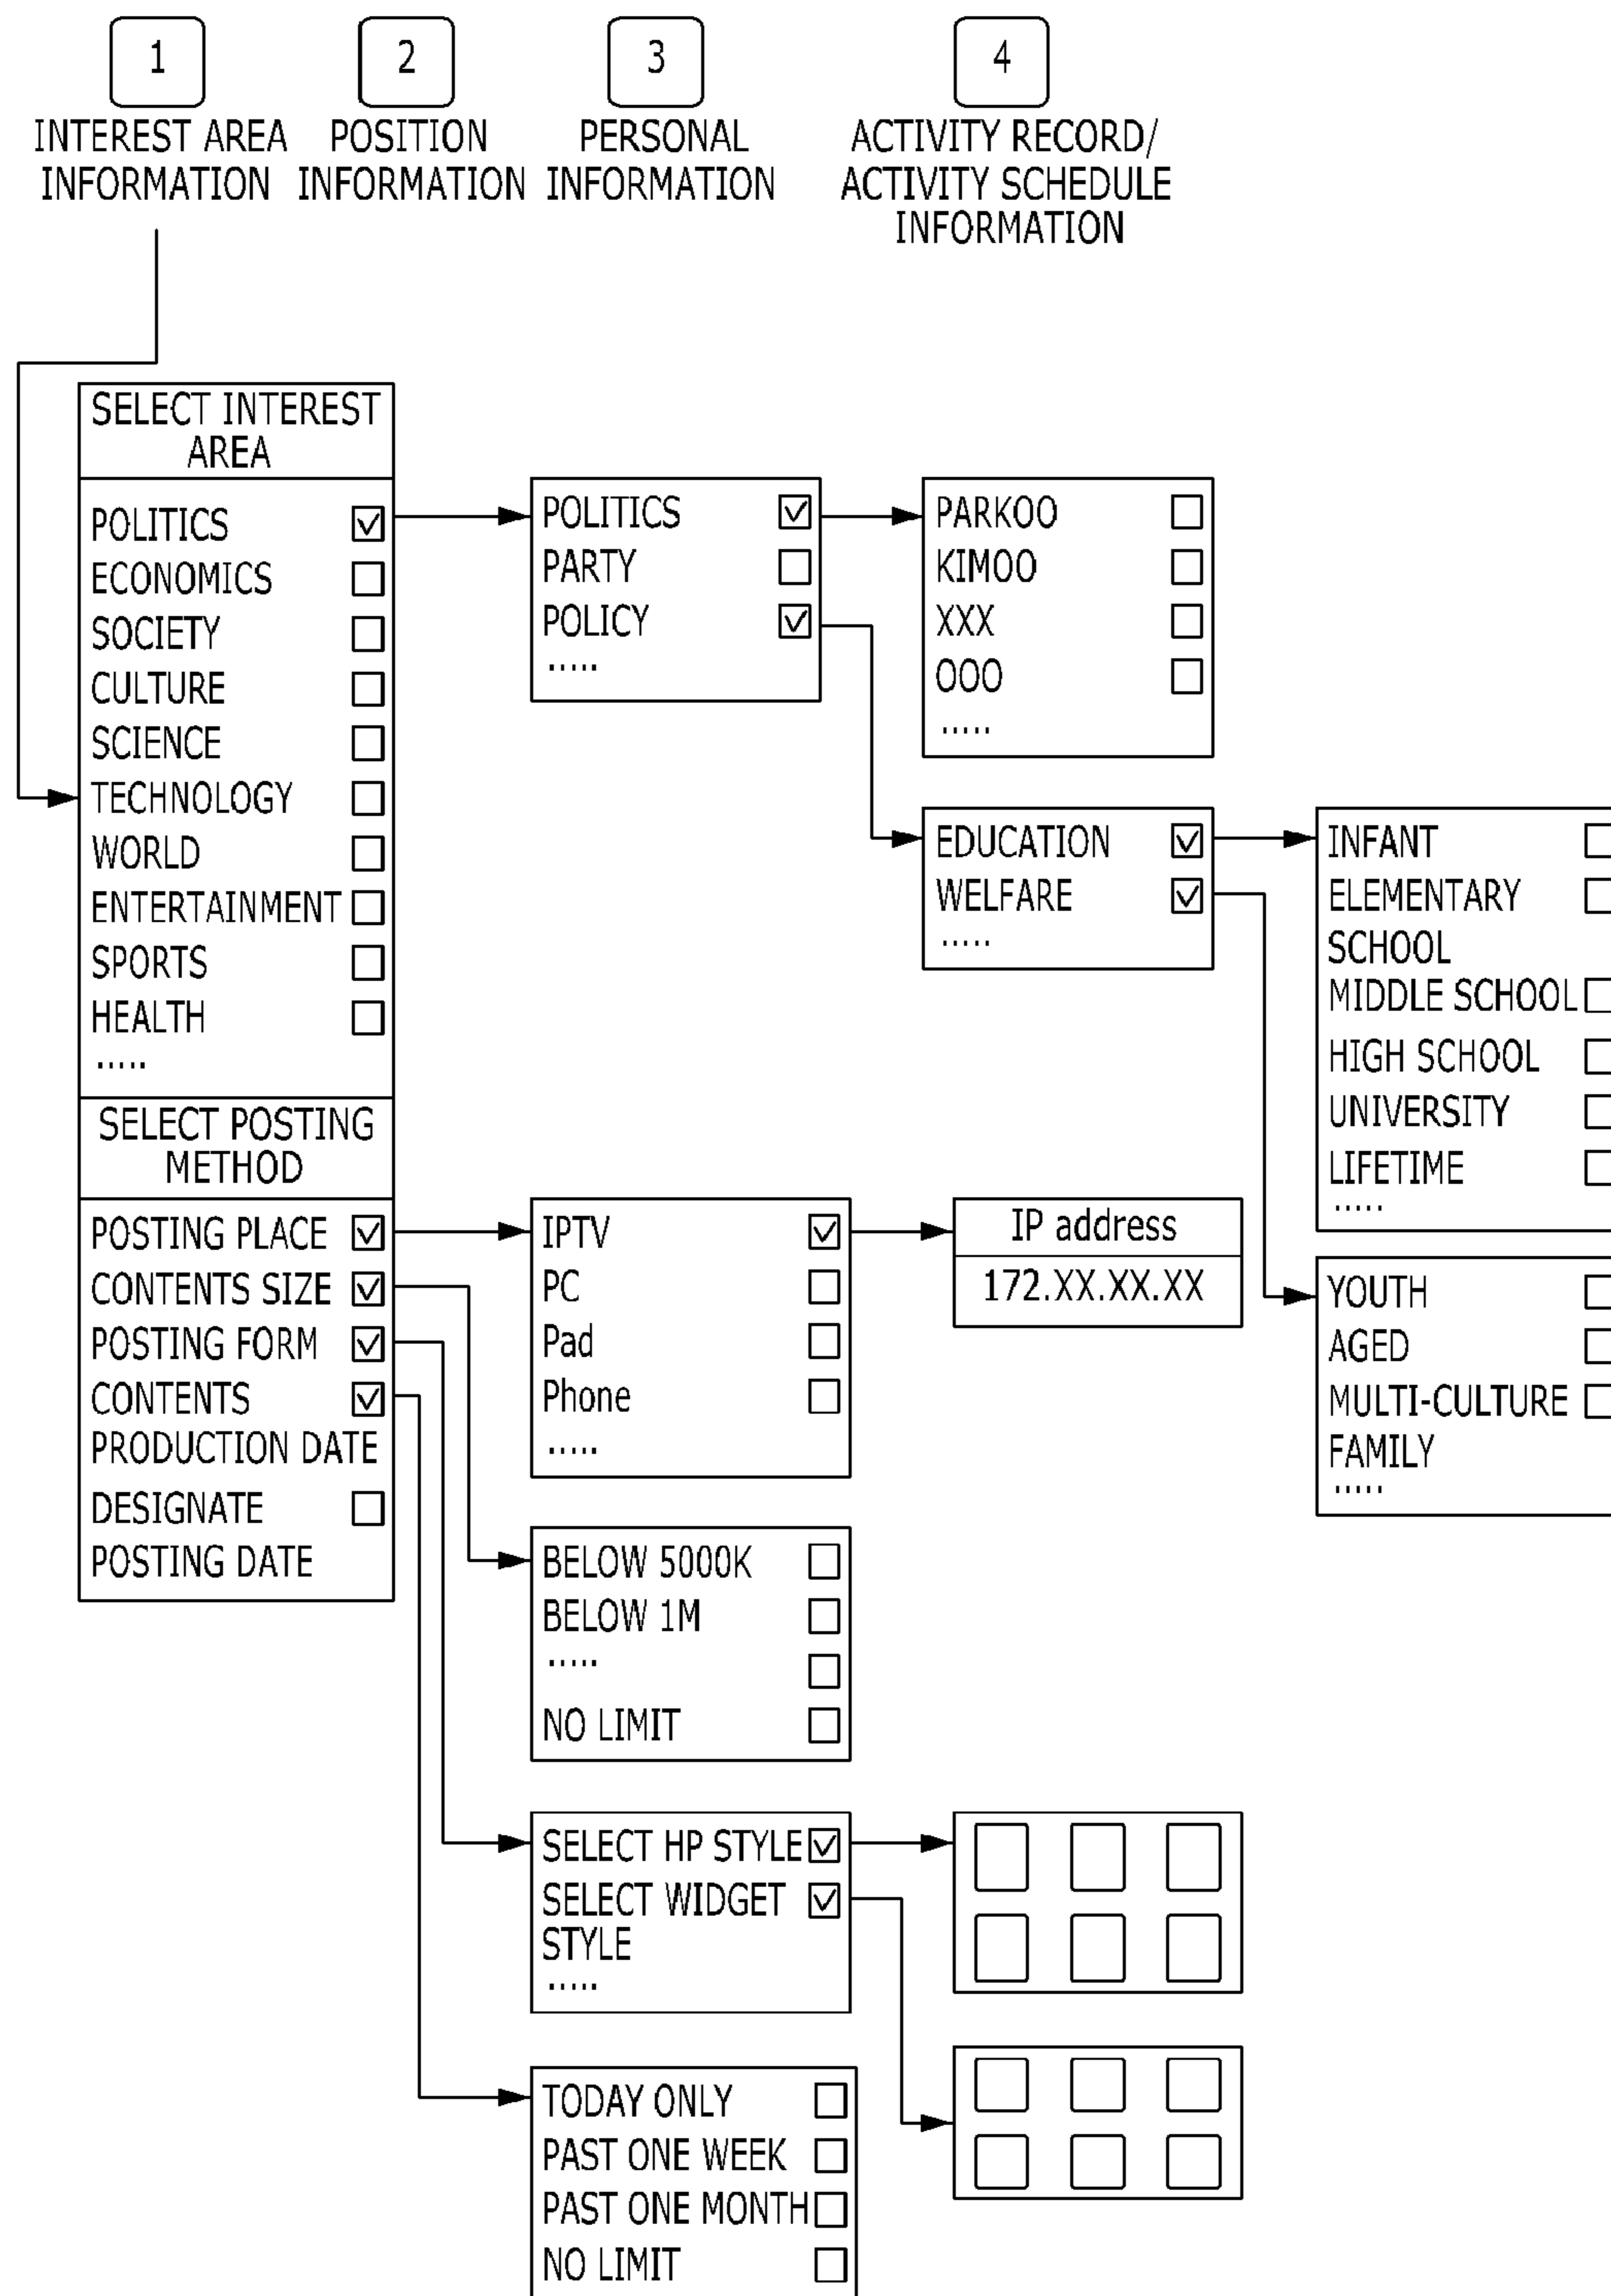 1
INTEREST AREA
INFORMATION
2
POSITION
INFORMATION
3
PERSONAL
INFORMATION
4
ACTIVITY RECORD/
ACTIVITY SCHEDULE
INFORMATION
SELECT INTEREST
AREA
POLITICS
ECONOMICS
SOCIETY
CULTURE
SCIENCE
TECHNOLOGY
WORLD
ENTERTAINMENT
SPORTS
HEALTH
.....
SELECT POSTING
METHOD
POSTING PLACE
CONTENTS SIZE
POSTING FORM
CONTENTS
PRODUCTION DATE
DESIGNATE
POSTING DATE
POLITICS
PARTY
POLICY
.....
PARKOO
KIMOO
XXX
OOO
.....
EDUCATION
WELFARE
.....
INFANT
ELEMENTARY
SCHOOL
MIDDLE SCHOOL
HIGH SCHOOL
UNIVERSITY
LIFETIME
.....
YOUTH
AGED
MULTI-CULTURE
FAMILY
.....
IPTV
PC
Pad
Phone
.....
IP address
172.XX.XX.XX
BELOW 5000K
BELOW 1M
.....
NO LIMIT
SELECT HP STYLE
SELECT WIDGET
STYLE
.....
TODAY ONLY
PAST ONE WEEK
PAST ONE MONTH
NO LIMIT